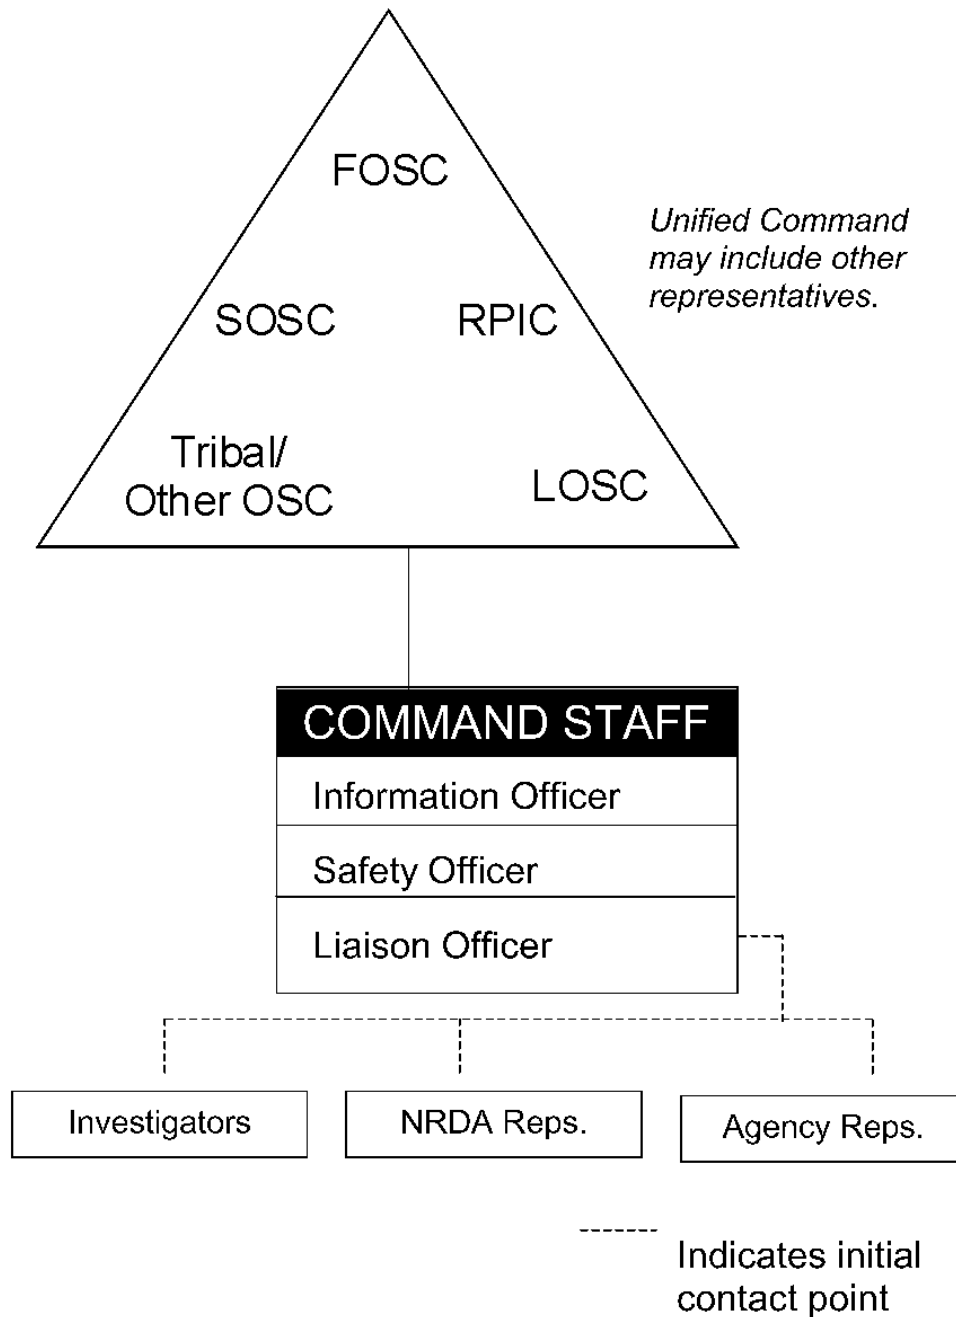 FOSC
Unified Command
may include other
representatives.
SOSC
RPIC
Tribal/
Other OSC
LOSC
COMMAND STAFF
Information Officer
Safety Officer
Liaison Officer
Investigators
NRDA Reps.
Agency Reps.
Indicates initial
contact point